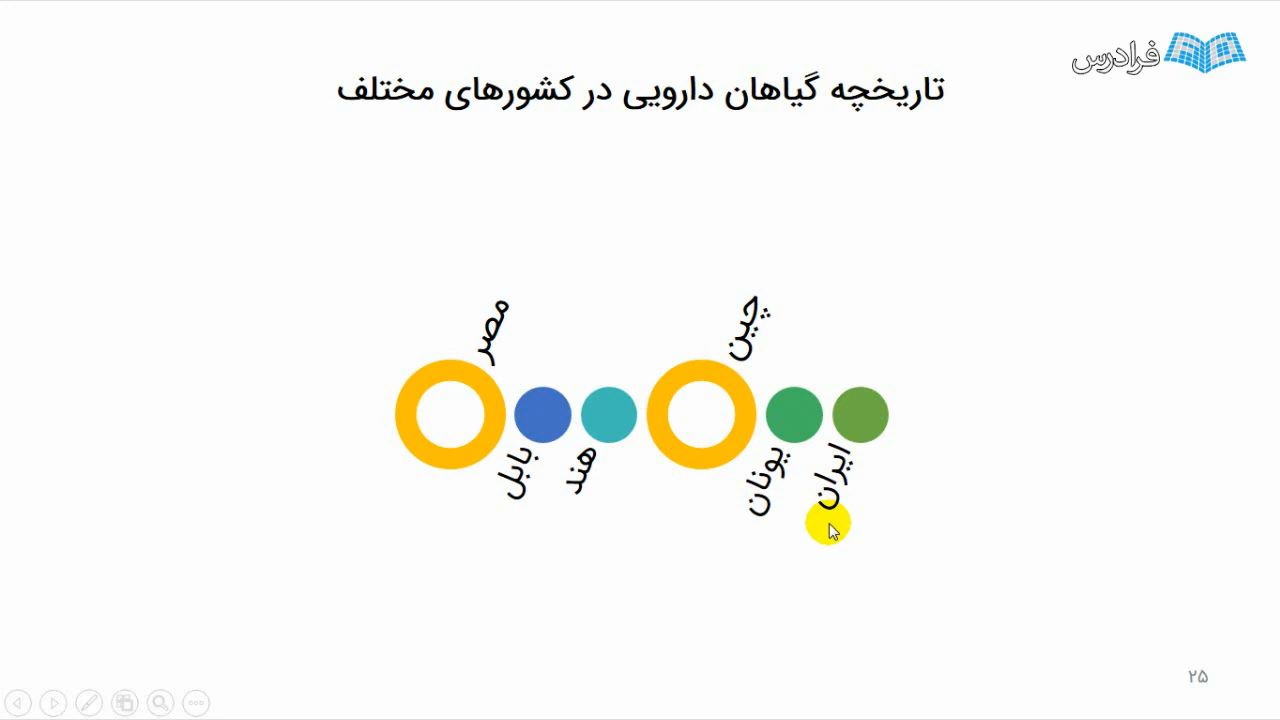 فرادرس
تاریخچه گیاهان دارویی در کشورهای مختلف
مصر
بابل
هند
چین
یونان
ایران
۲۵